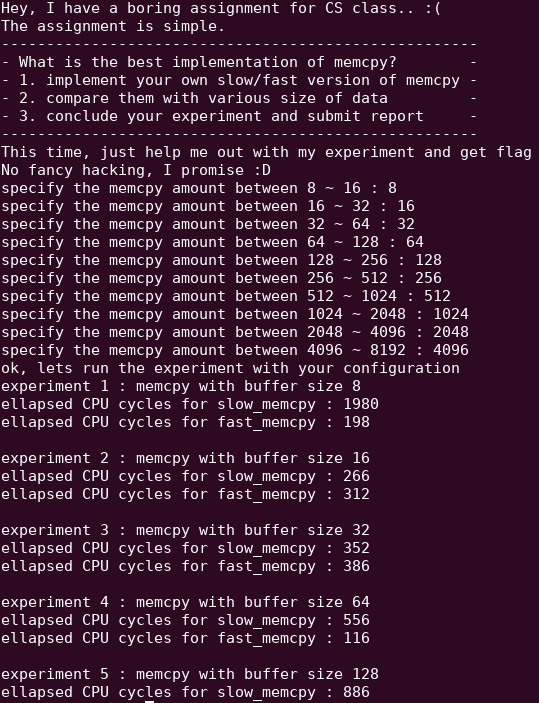 Hey, I have a boring assignment for CS class.. :(
The assignment is simple.
-----------------------------------------------------
- What is the best implementation of memcpy?        -
- 1. implement your own slow/fast version of memcpy -
- 2. compare them with various size of data         -
- 3. conclude your experiment and submit report     -
-----------------------------------------------------
This time, just help me out with my experiment and get flag
No fancy hacking, I promise :D
specify the memcpy amount between 8 ~ 16 : 8
specify the memcpy amount between 16 ~ 32 : 16
specify the memcpy amount between 32 ~ 64 : 32
specify the memcpy amount between 64 ~ 128 : 64
specify the memcpy amount between 128 ~ 256 : 128
specify the memcpy amount between 256 ~ 512 : 256
specify the memcpy amount between 512 ~ 1024 : 512
specify the memcpy amount between 1024 ~ 2048 : 1024
specify the memcpy amount between 2048 ~ 4096 : 2048
specify the memcpy amount between 4096 ~ 8192 : 4096
ok, lets run the experiment with your configuration
experiment 1 : memcpy with buffer size 8
ellapsed CPU cycles for slow_memcpy : 1980
ellapsed CPU cycles for fast_memcpy : 198

experiment 2 : memcpy with buffer size 16
ellapsed CPU cycles for slow_memcpy : 266
ellapsed CPU cycles for fast_memcpy : 312

experiment 3 : memcpy with buffer size 32
ellapsed CPU cycles for slow_memcpy : 352
ellapsed CPU cycles for fast_memcpy : 386

experiment 4 : memcpy with buffer size 64
ellapsed CPU cycles for slow_memcpy : 556
ellapsed CPU cycles for fast_memcpy : 116

experiment 5 : memcpy with buffer size 128
ellapsed CPU cycles for slow_memcpy : 886